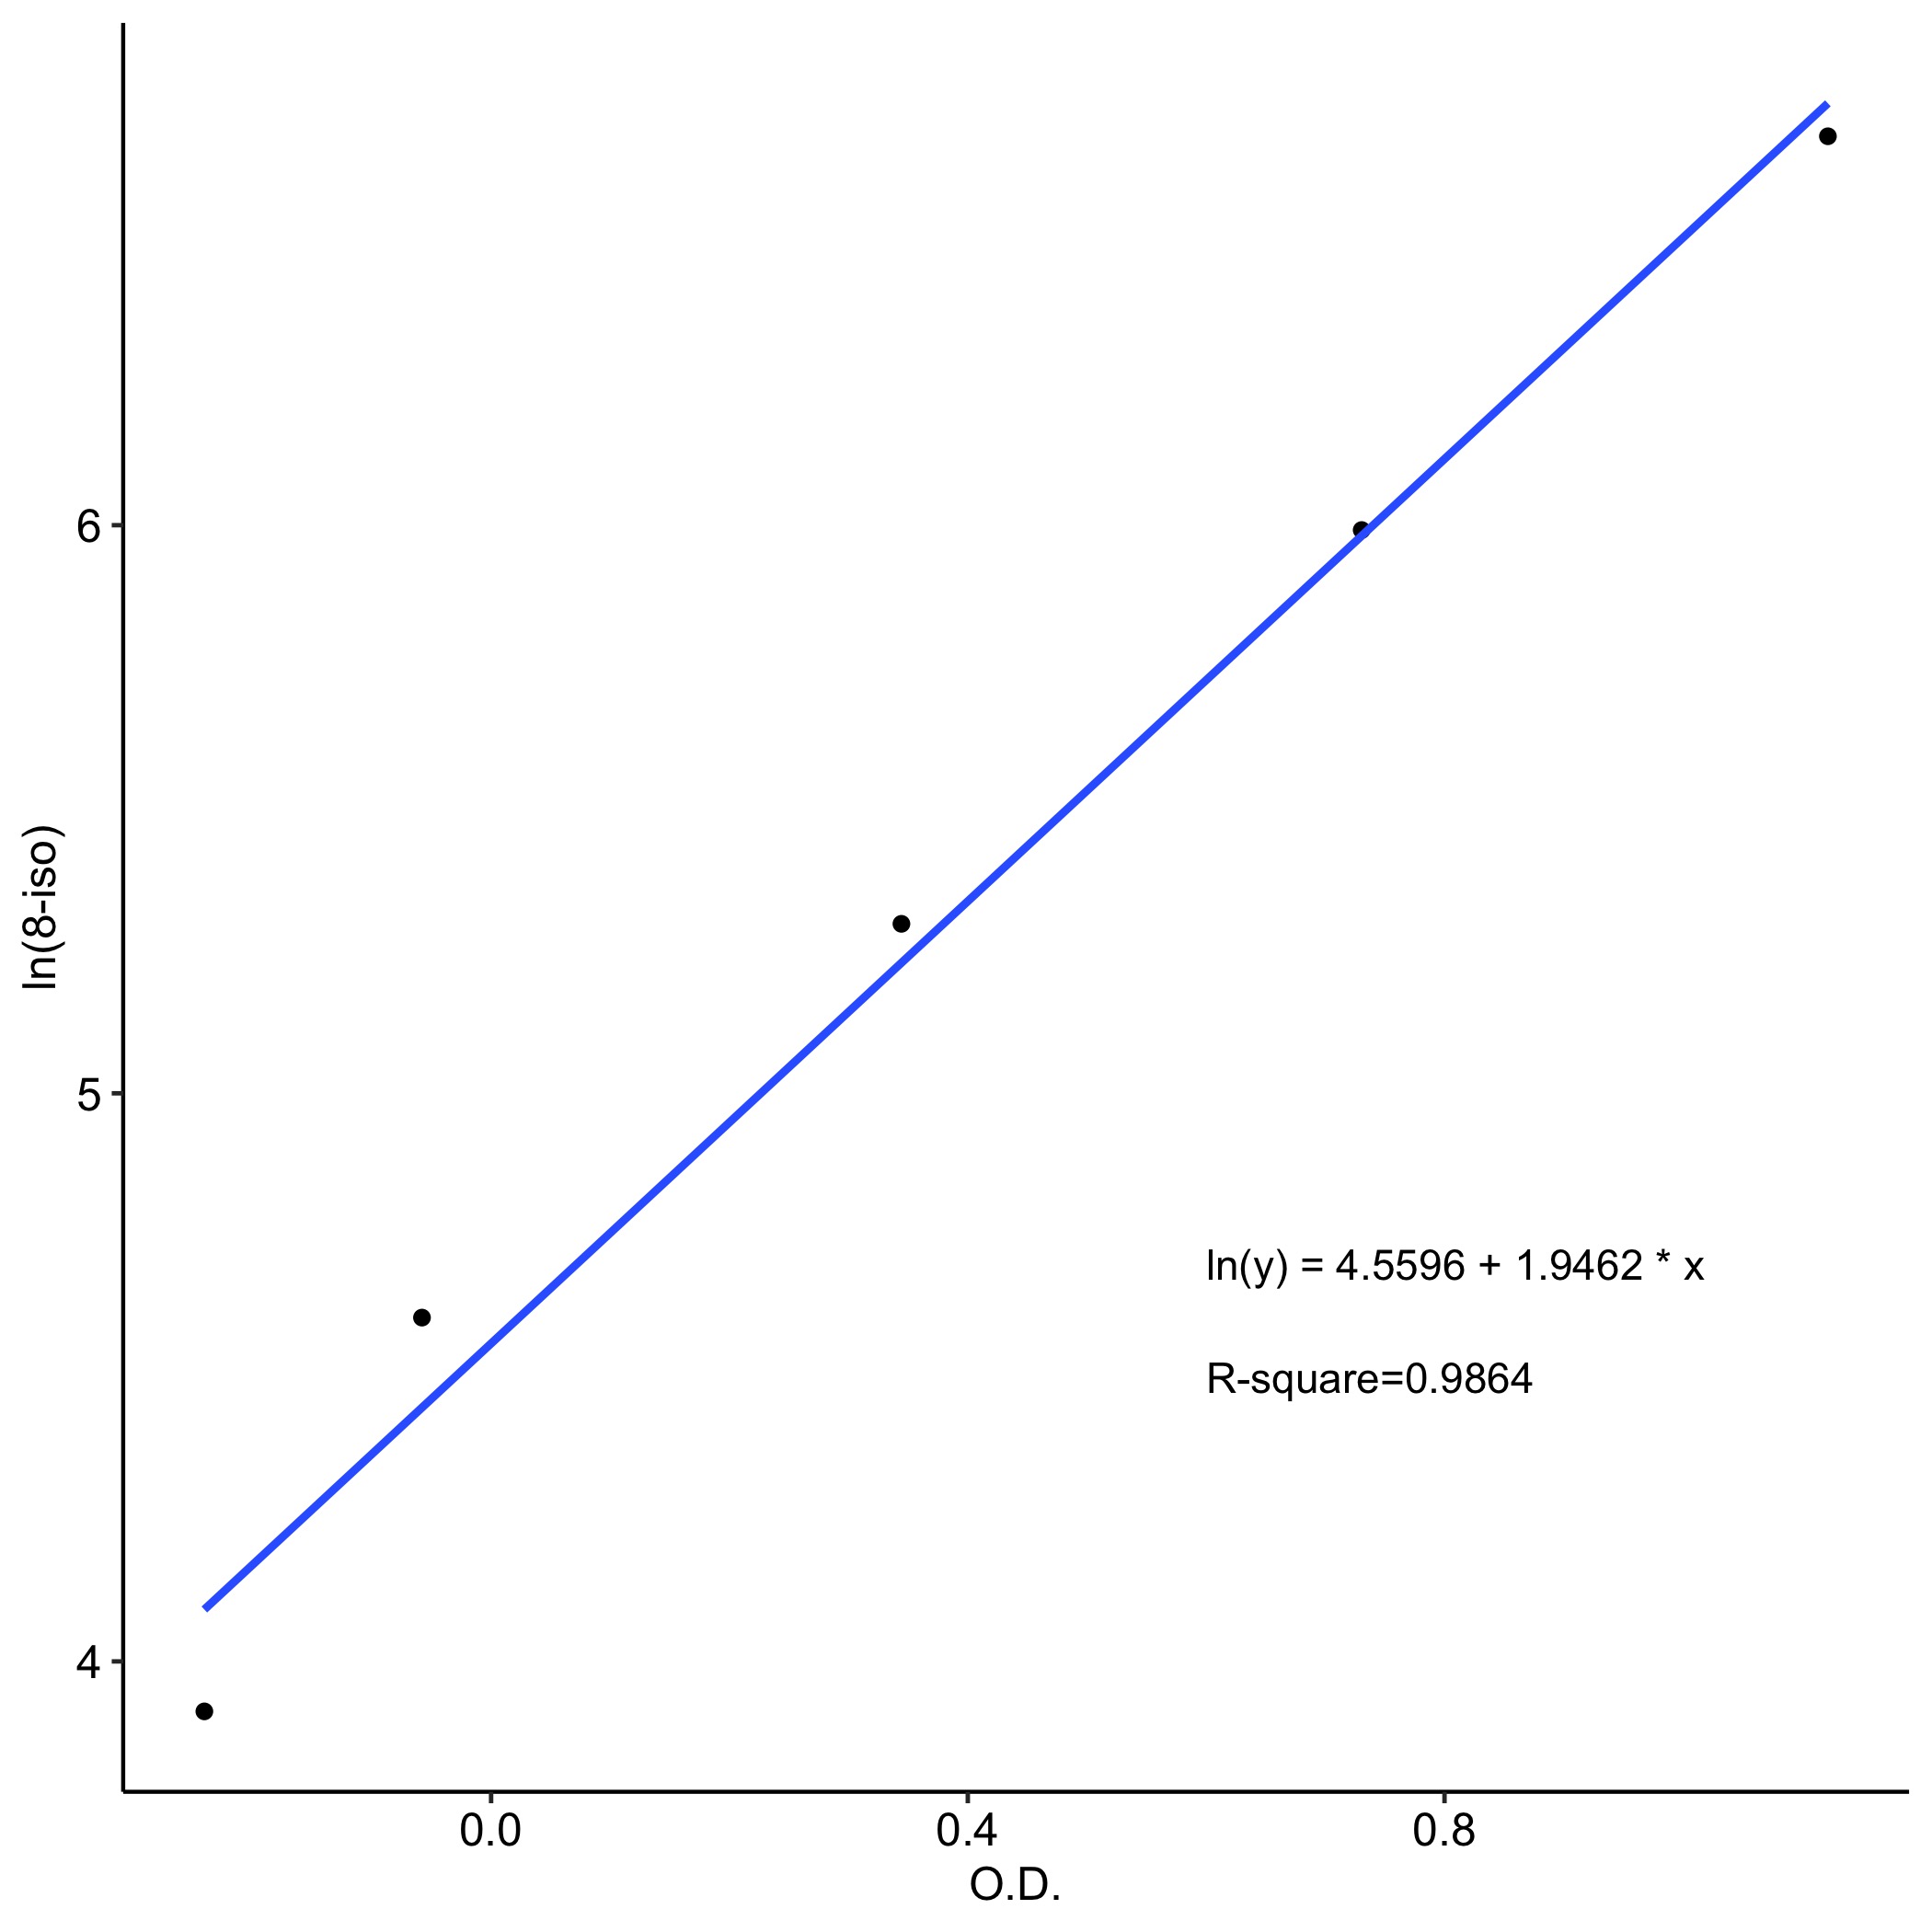 ln(8-iso)
6
5
4
ln(y) = 4.5596 + 1.9462 * x
R-square=0.9864
0.0 0.4 0.8
O.D.